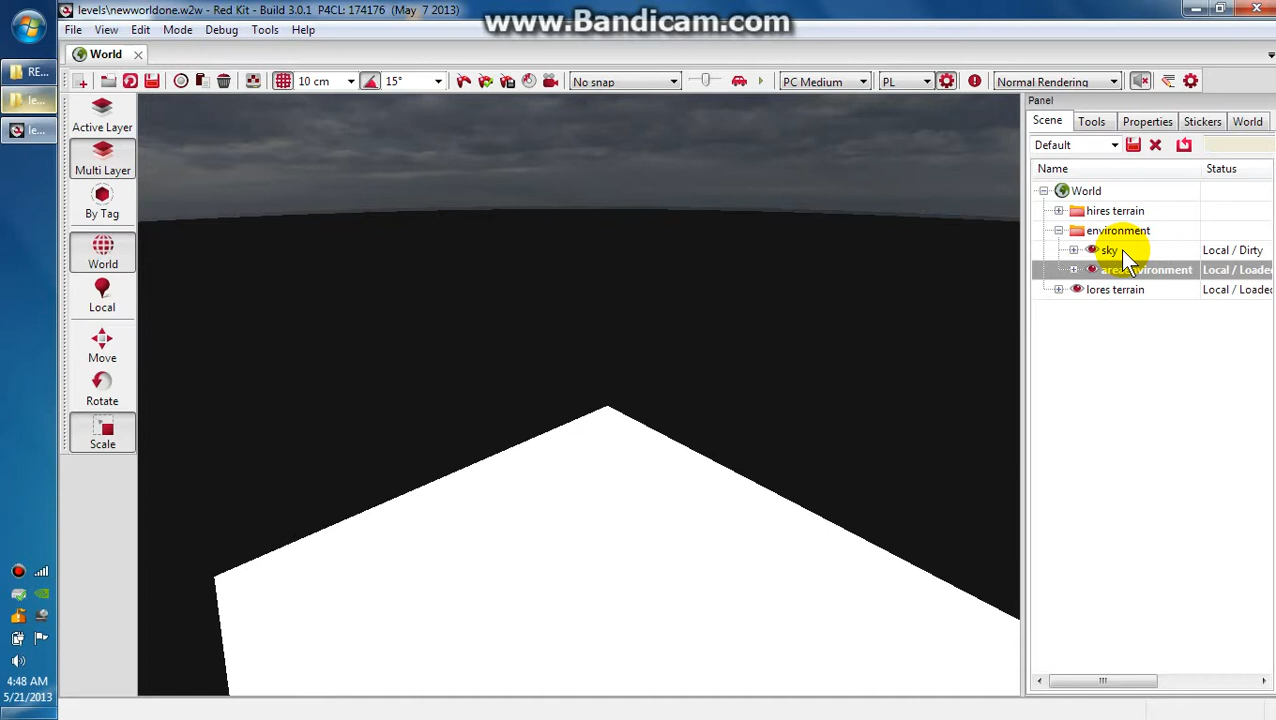 levels\newworldone.w2w - Red Kit - Build 3.0.1 P4CL: 174176 (May 7 2013)
www.Bandicam.com
File View Edit Mode Debug Tools Help
World
10 cm 15° No snap PC Medium PL Normal Rendering
RE...
le...
le...
Active Layer
Multi Layer
By Tag
World
Local
Move
Rotate
Scale
Panel
Scene Tools Properties Stickers World
Default
Name Status
World
hires terrain
environment
sky Local / Dirty
Local / Loade
lores terrain Local / Loade
4:48 AM
5/21/2013